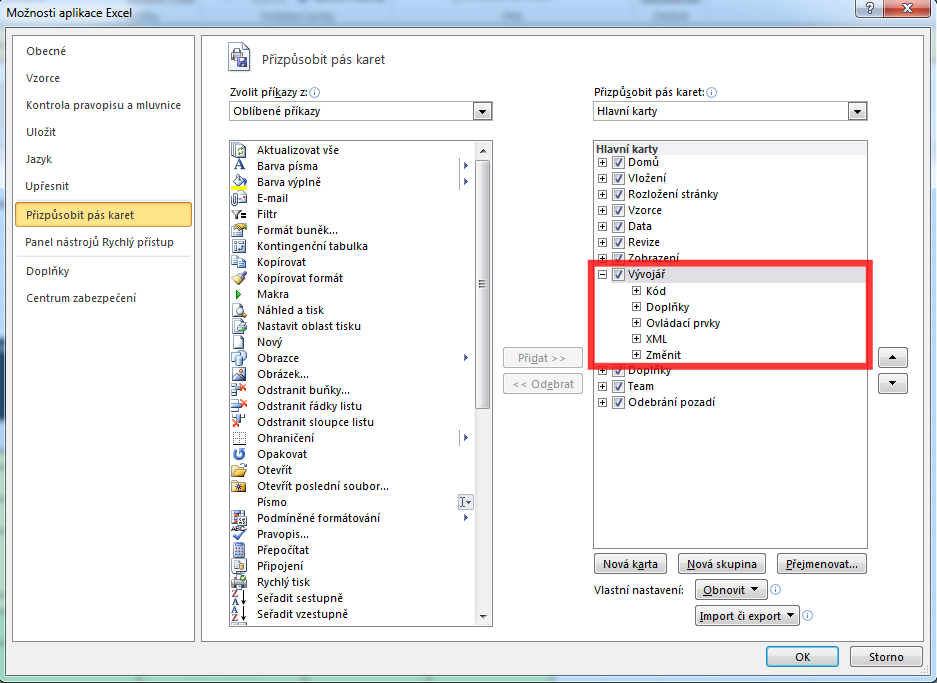 Možnosti aplikace Excel
Obecné
Vzorce
Kontrola pravopisu a mluvnice
Uložit
Jazyk
Upřesnit
Přizpůsobit pás karet
Panel nástrojů Rychlý přístup
Doplňky
Centrum zabezpečení
Přizpůsobit pás karet
Zvolit příkazy z:
Oblíbené příkazy
Aktualizovat vše
Barva písma
Barva výplně
E-mail
Filtr
Formát buněk...
Kontingenční tabulka
Kopírovat
Kopírovat formát
Makra
Náhled a tisk
Nastavit oblast tisku
Nový
Obrazce
Obrázek...
Odstranit buňky...
Odstranit řádky listu
Odstranit sloupce listu
Ohraničení
Opakovat
Otevřít
Otevřít poslední soubor...
Písmo
Podmíněné formátování
Pravopis...
Přepočítat
Připojení
Rychlý tisk
Seřadit sestupně
Seřadit vzestupně
Přidat >>
<< Odebrat
Přizpůsobit pás karet:
Hlavní karty
Hlavní karty
Domů
Vložení
Rozložení stránky
Vzorce
Data
Revize
Zobrazení
Vývojář
Kód
Doplňky
Ovládací prvky
XML
Změnit
Doplňky
Team
Odebrání pozadí
Nová karta
Nová skupina
Přejmenovat...
Vlastní nastavení:
Obnovit
Import či export
OK
Storno